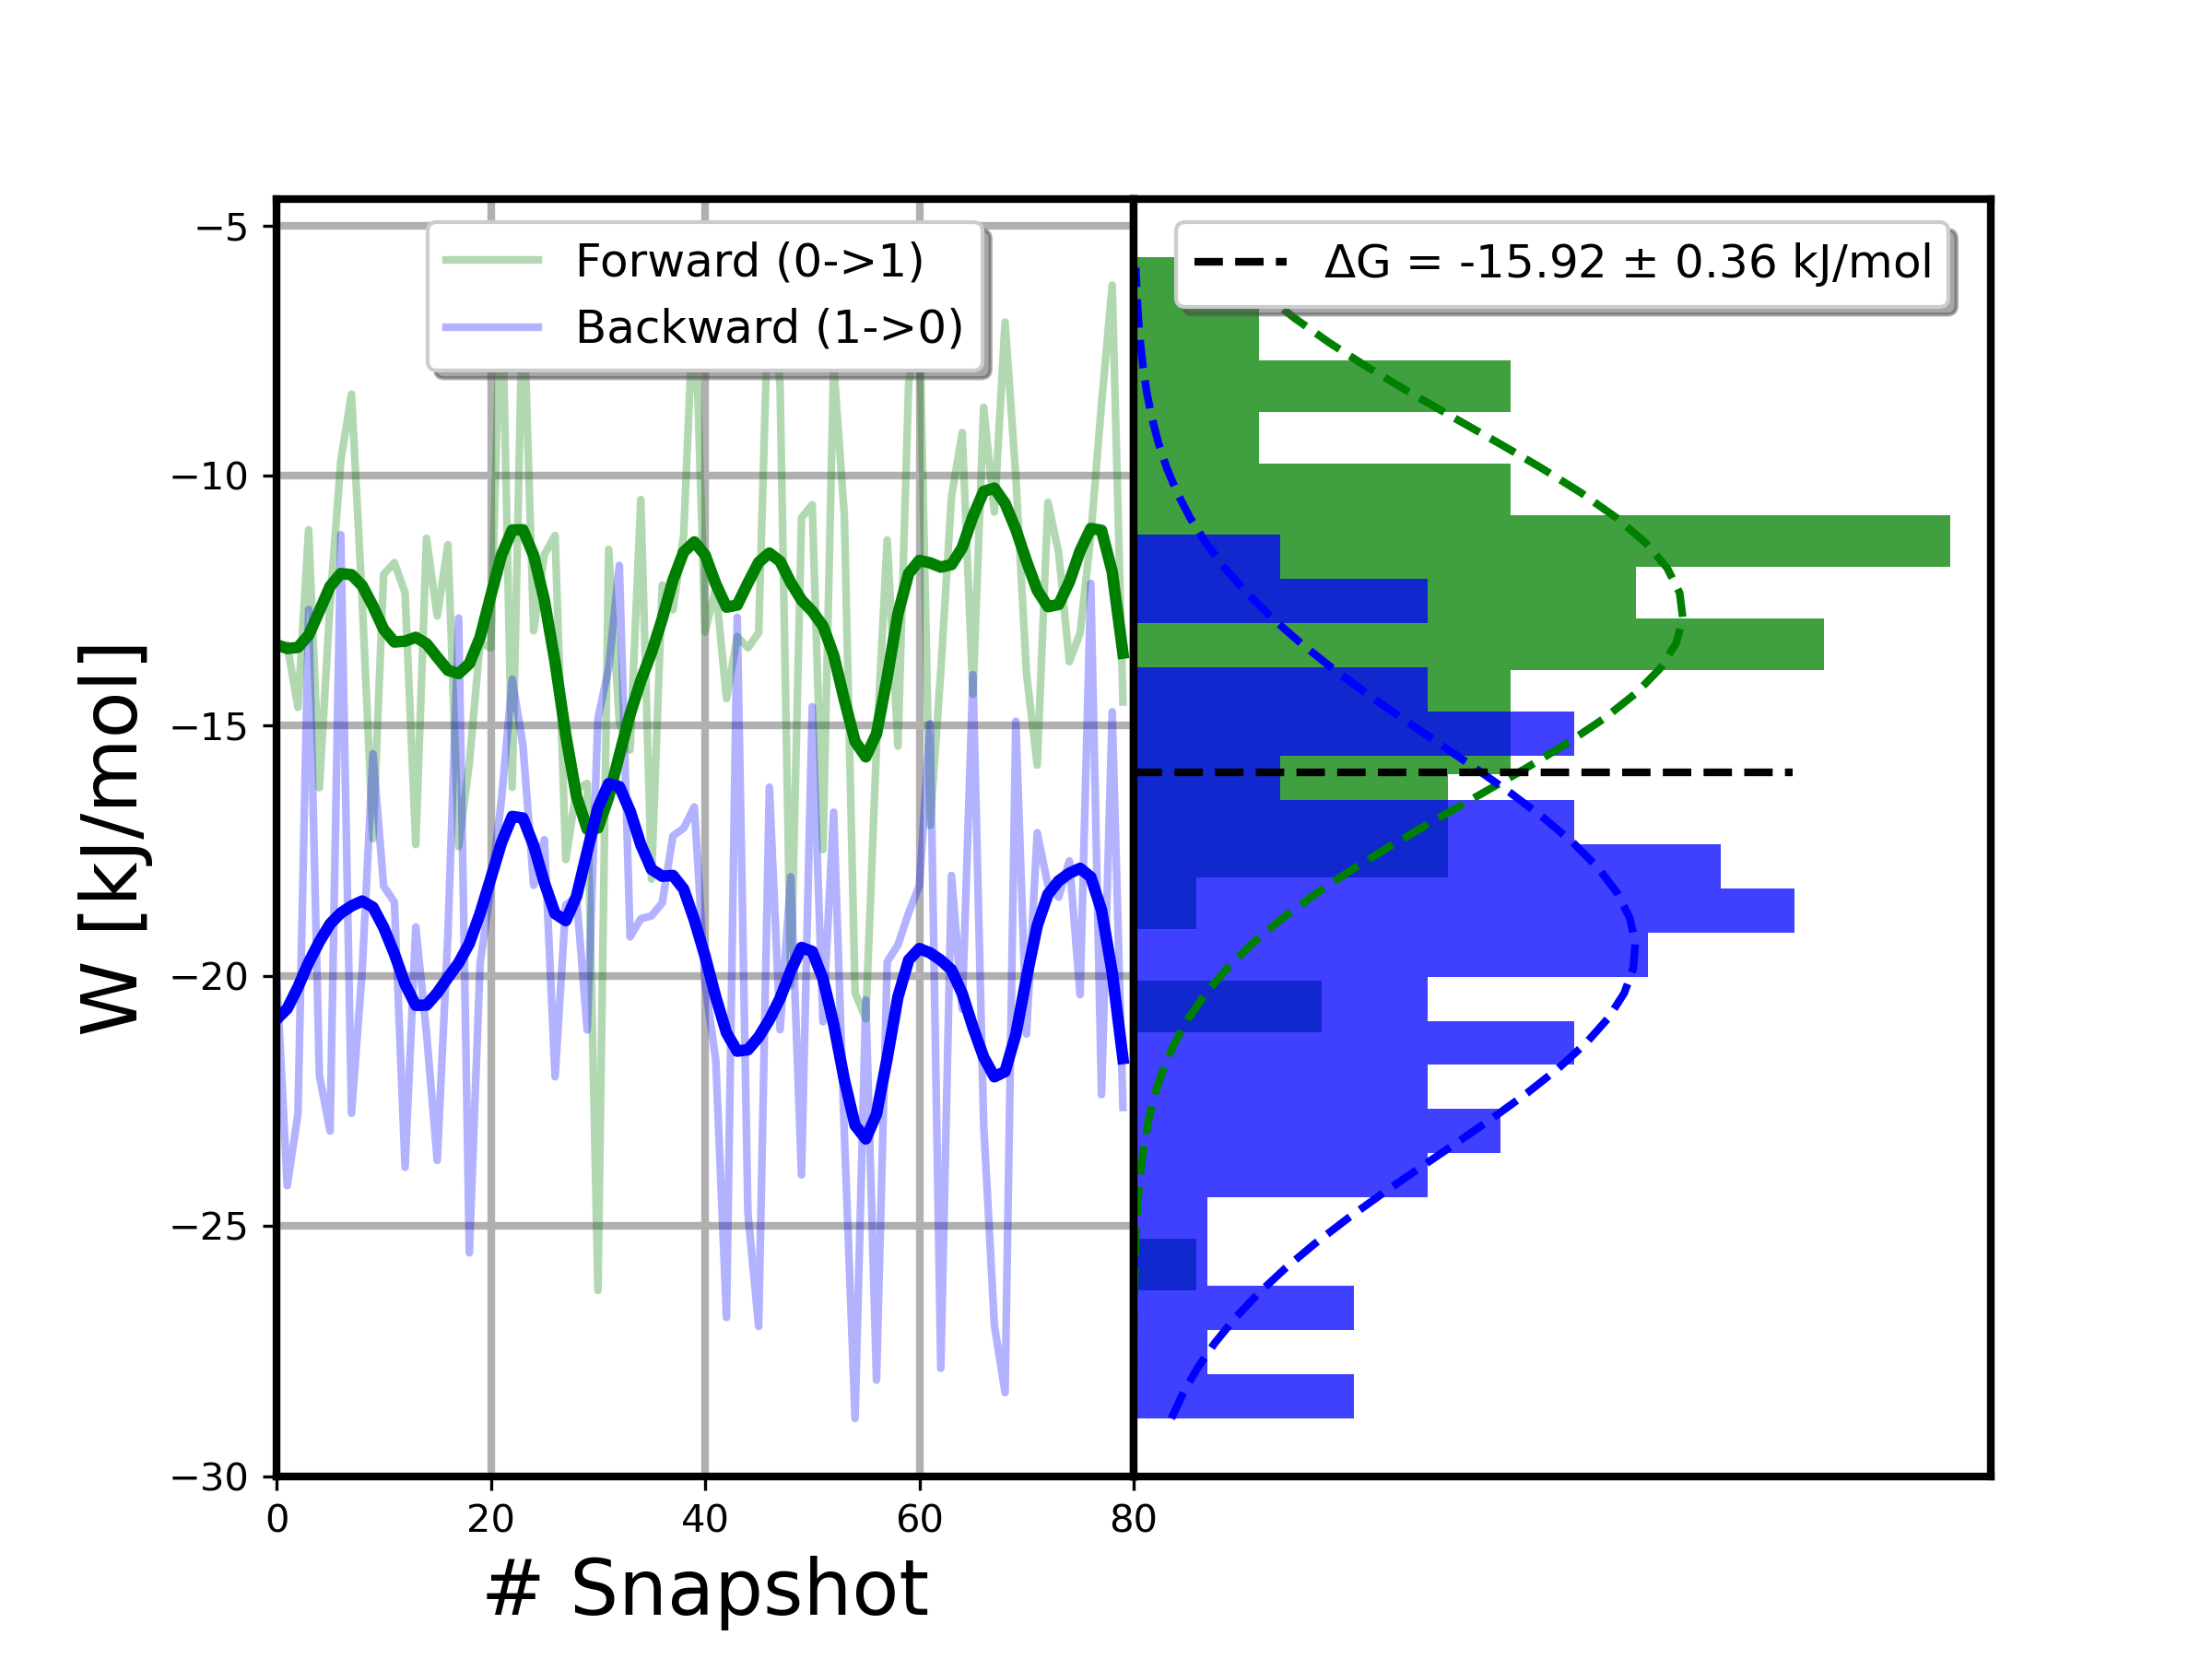 Forward (0->1)
Backward (1->0)
ΔG = -15.92 ± 0.36 kJ/mol
W [kJ/mol]
−5
−10
−15
−20
−25
−30
0 20 40 60 80
# Snapshot